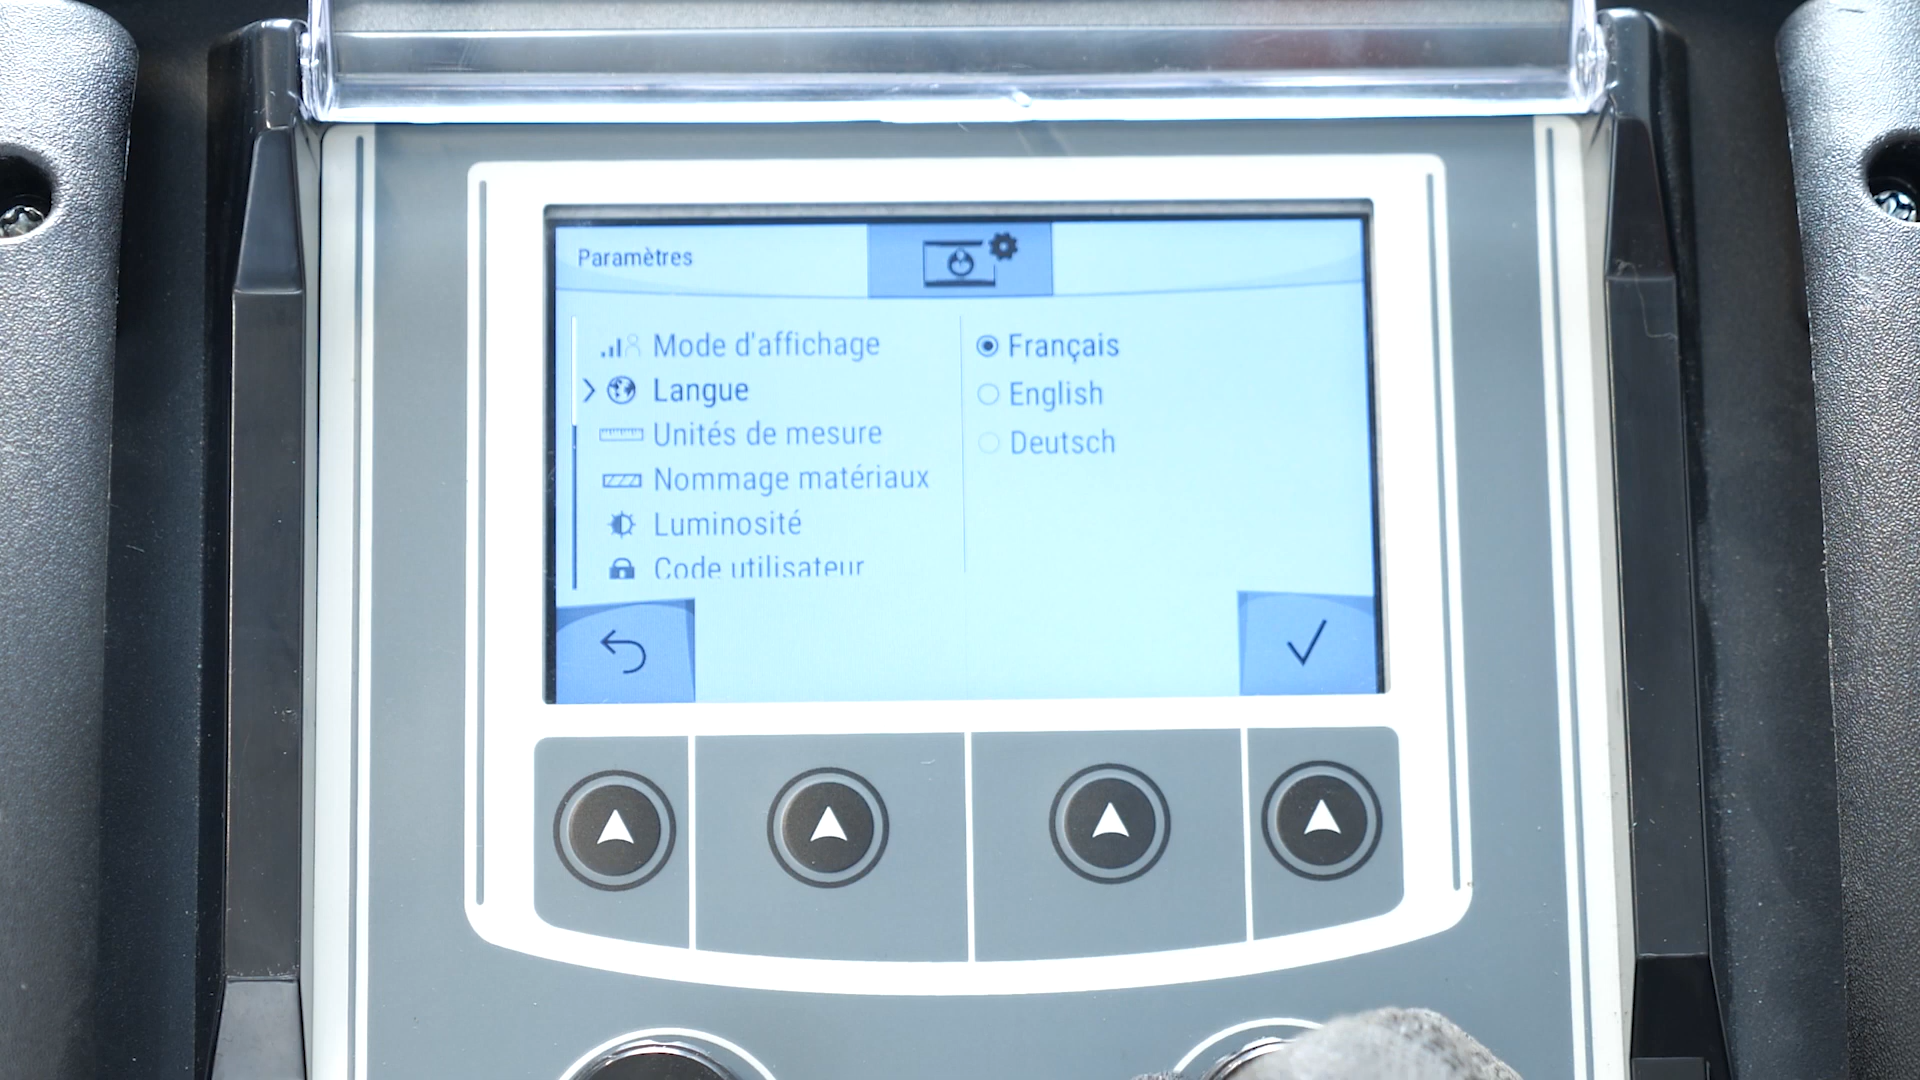 Paramètres
Mode d'affichage
Langue
Unités de mesure
Nommage matériaux
Luminosité
Code utilisateur
Français
English
Deutsch